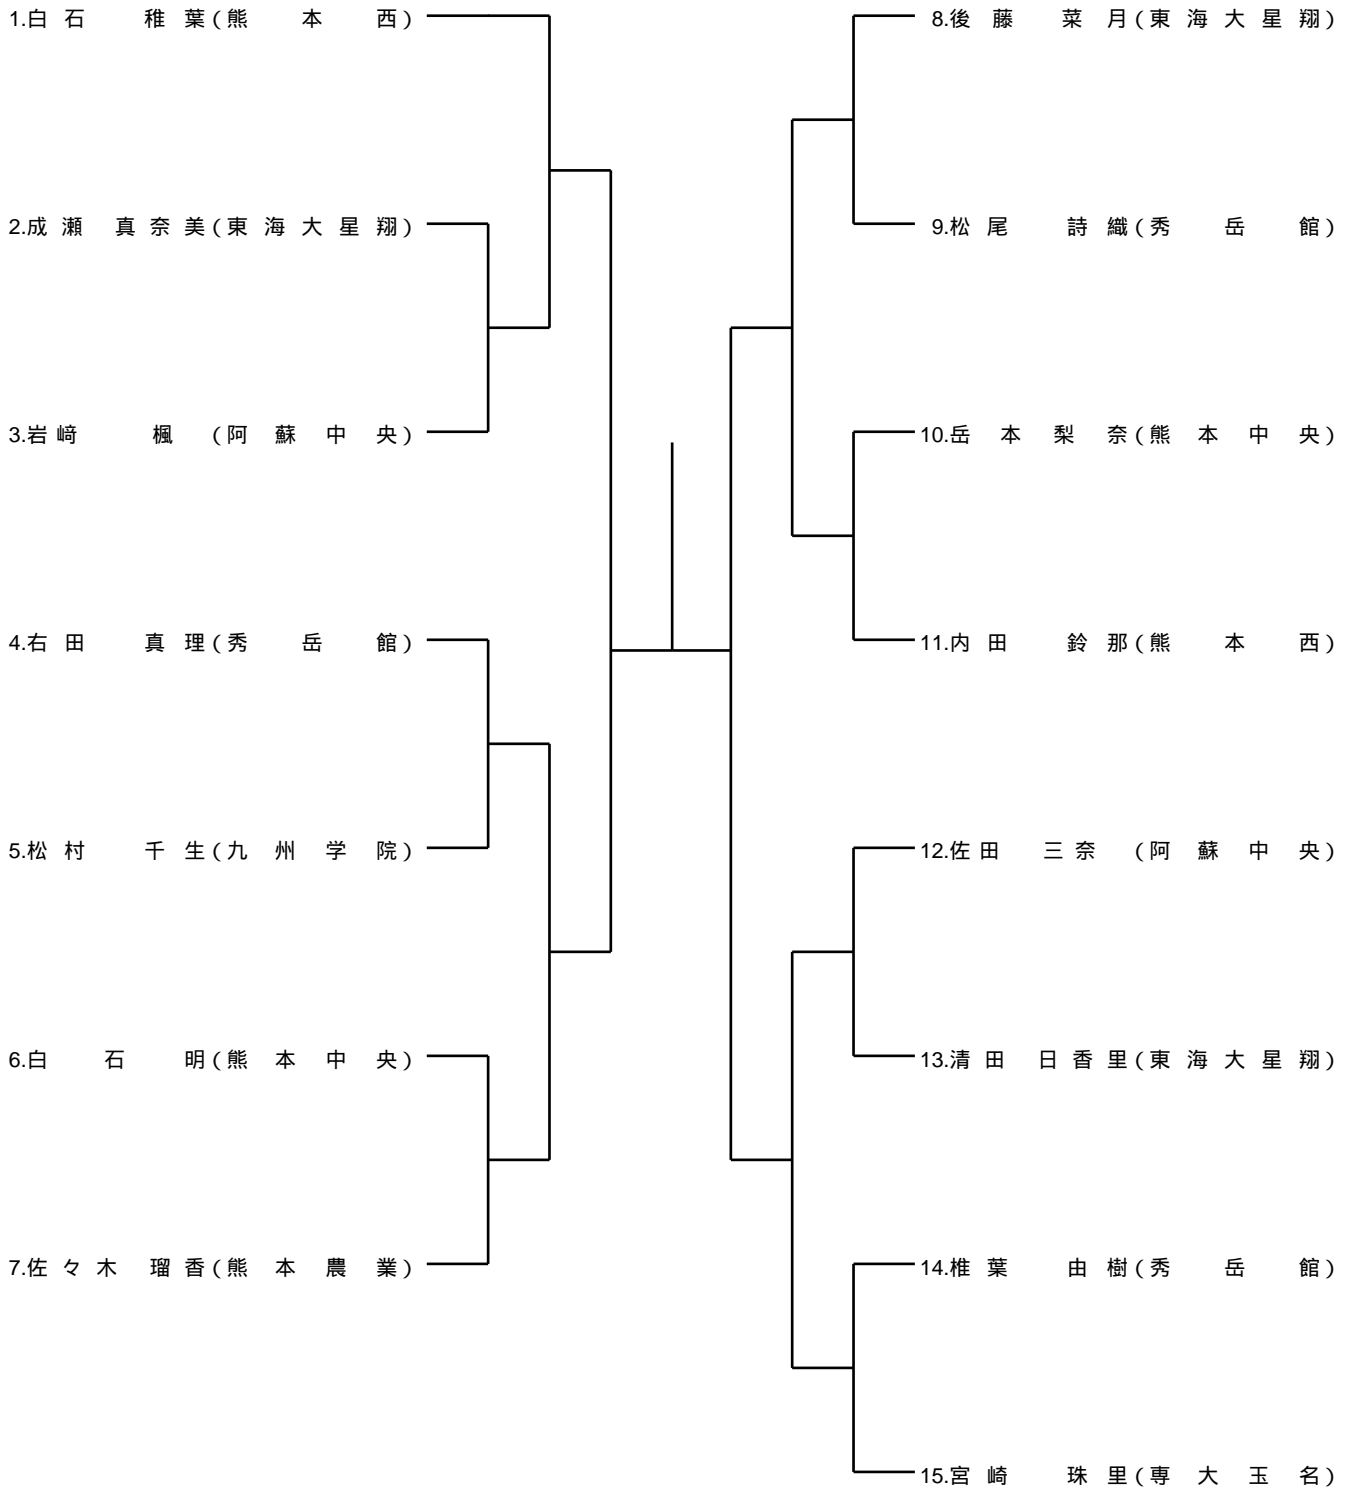 1.白石 稚葉(熊本西)
2.成瀬 真奈美(東海大星翔)
3.岩﨑 楓 (阿蘇中央)
4.右田 真理(秀岳館)
5.松村 千生(九州学院)
6.白石 明(熊本中央)
7.佐々木 瑠香(熊本農業)
8.後藤 菜月(東海大星翔)
9.松尾 詩織(秀岳館)
10.岳本梨奈(熊本中央)
11.内田 鈴那(熊本西)
12.佐田 三奈 (阿蘇中央)
13.清田 日香里(東海大星翔)
14.椎葉 由樹(秀岳館)
15.宮崎 珠里(専大玉名)